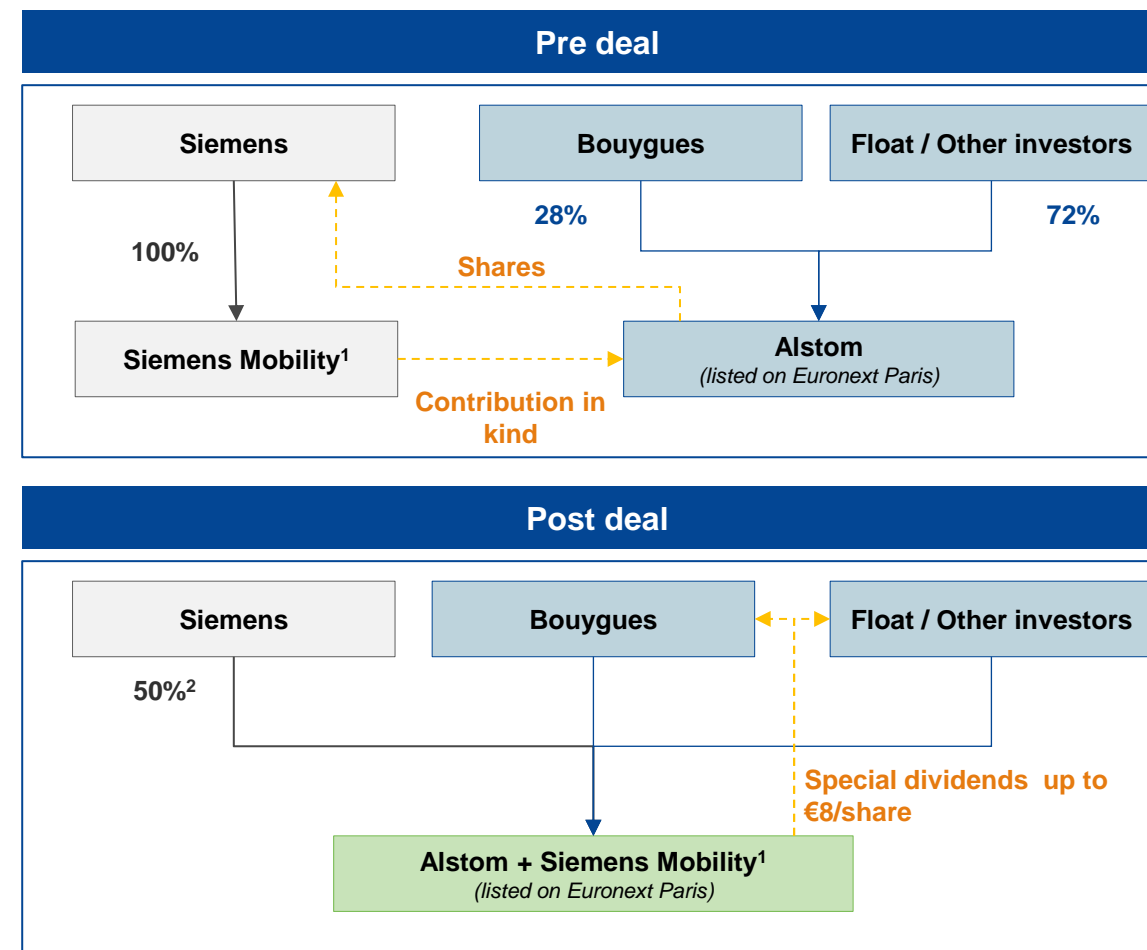 Pre deal
Siemens
Bouygues
Float / Other investors
28%
72%
100%
Shares
Siemens Mobility¹
Alstom
(listed on Euronext Paris)
Contribution in
kind
Post deal
Siemens
Bouygues
Float / Other investors
50%²
Special dividends up to
€8/share
Alstom + Siemens Mobility¹
(listed on Euronext Paris)